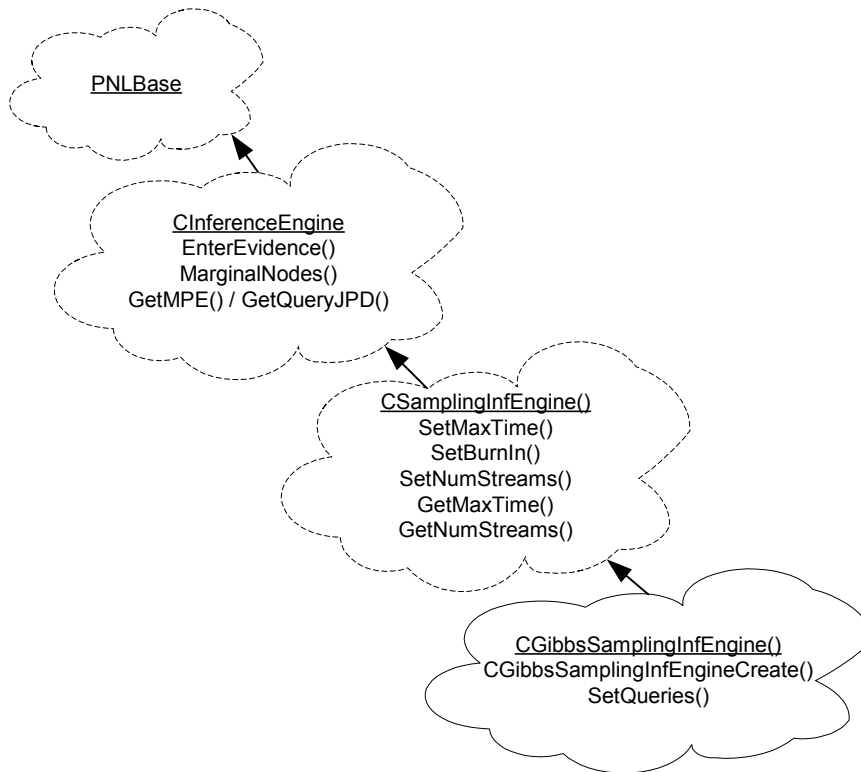 PNLBase
CInferenceEngine
EnterEvidence()
MarginalNodes()
GetMPE() / GetQueryJPD()
CSamplingInfEngine()
SetMaxTime()
SetBurnIn()
SetNumStreams()
GetMaxTime()
GetNumStreams()
CGibbsSamplingInfEngine()
CGibbsSamplingInfEngineCreate()
SetQueries()